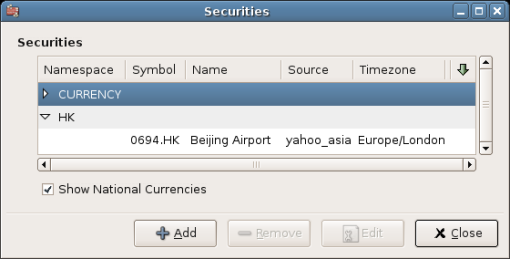 Securities
Securities
Namespace Symbol Name Source Timezone
CURRENCY
HK
0694.HK Beijing Airport yahoo_asia Europe/London
Show National Currencies
Add Remove Edit Close